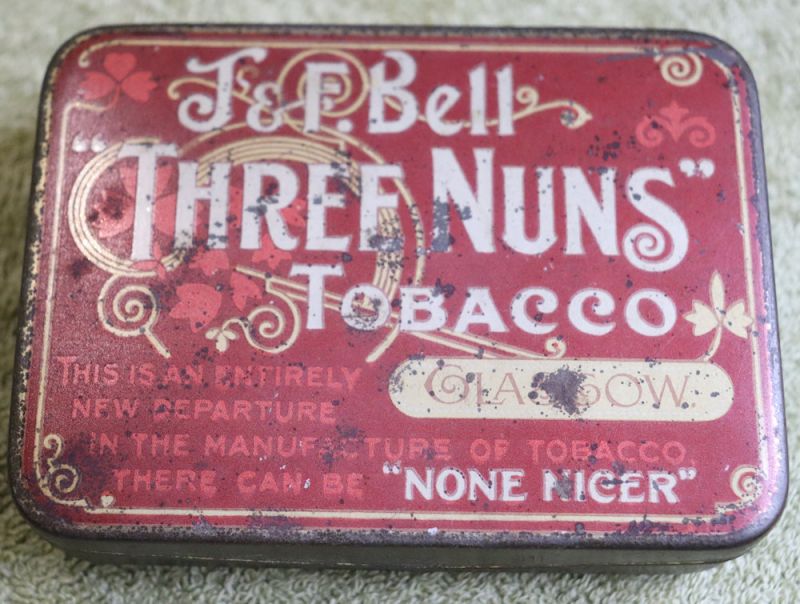 J & F. Bell
"THREE NUNS"
TOBACCO
GLASGOW.
THIS IS AN ENTIRELY
NEW DEPARTURE
IN THE MANUFACTURE OF TOBACCO.
THERE CAN BE "NONE NICER"